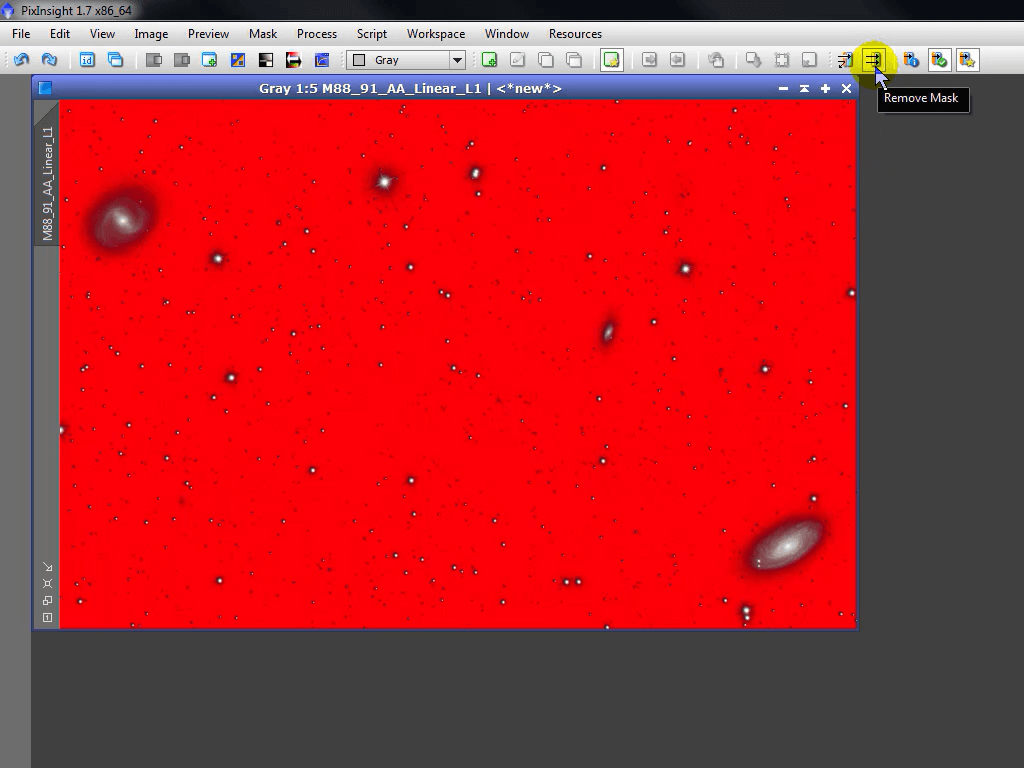 PixInsight 1.7 x86_64
File Edit View Image Preview Mask Process Script Workspace Window Resources
id Gray
Gray 1:5 M88_91_AA_Linear_L1 | <*new*>
Remove Mask
M88_91_AA_Linear_L1